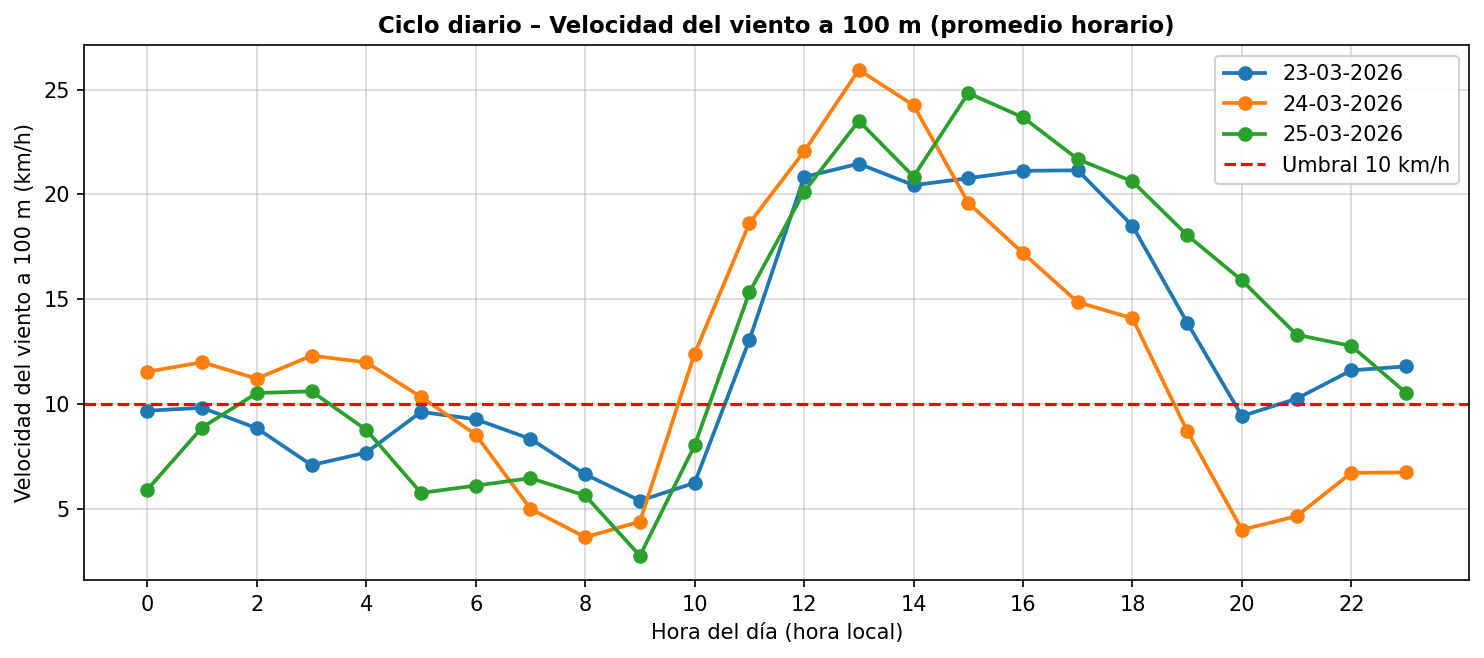 Ciclo diario – Velocidad del viento a 100 m (promedio horario)
Velocidad del viento a 100 m (km/h)
25
20
15
10
5
23-03-2026
24-03-2026
25-03-2026
Umbral 10 km/h
0 2 4 6 8 10 12 14 16 18 20 22
Hora del día (hora local)